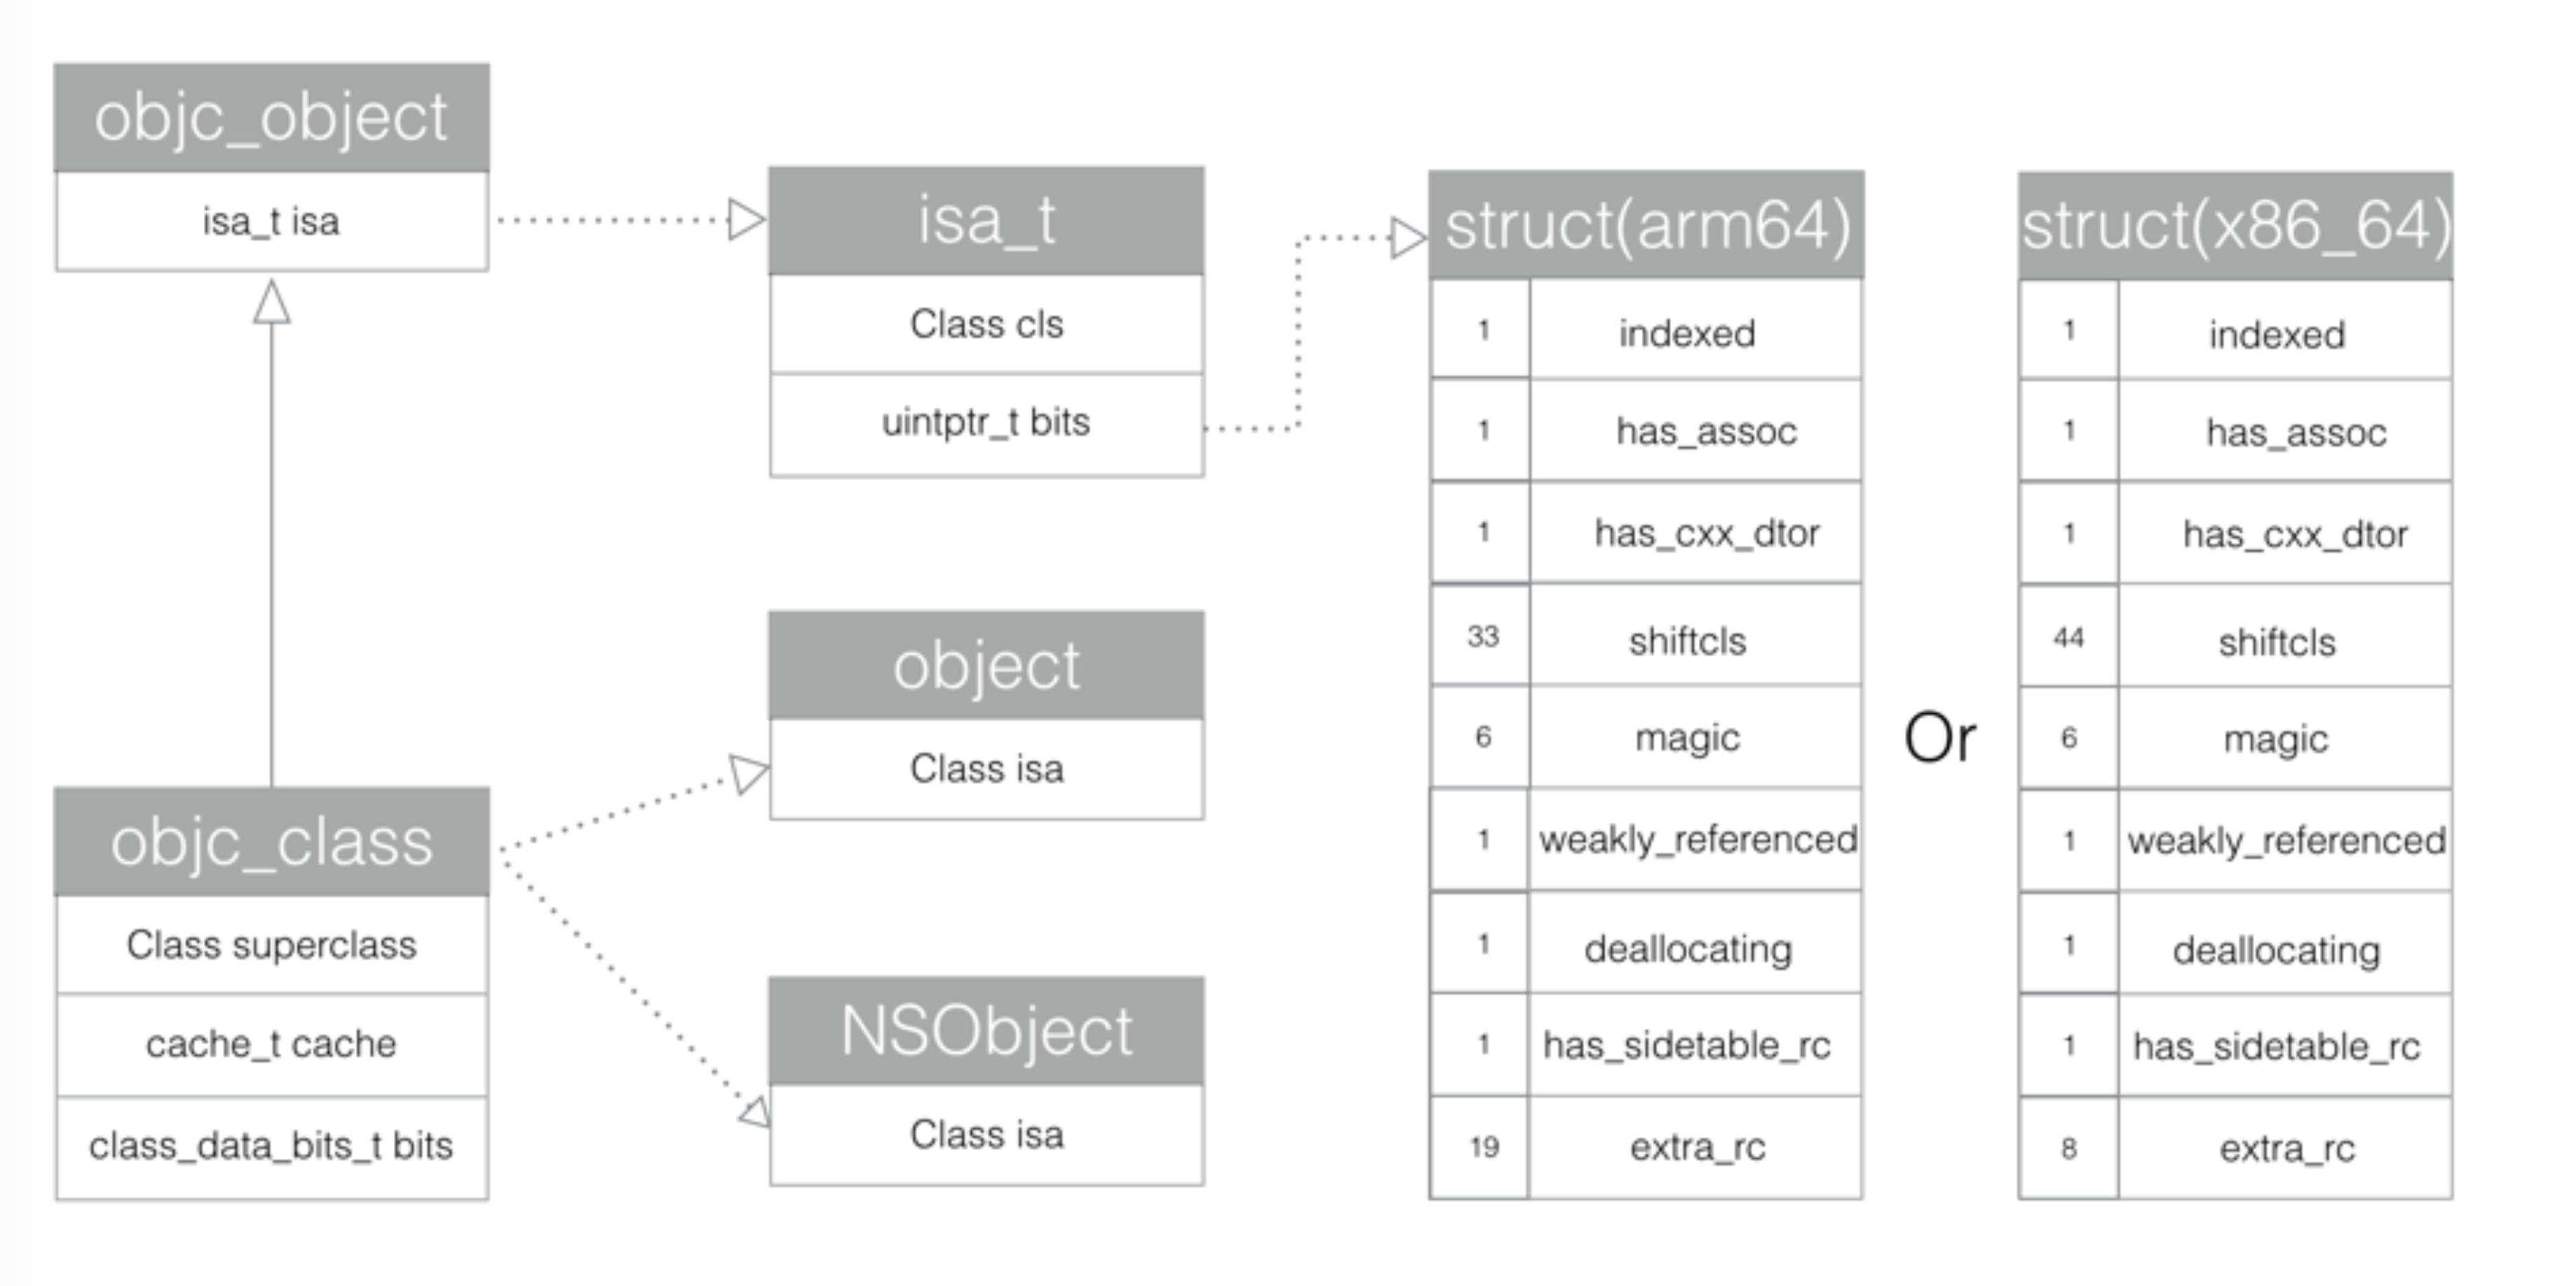 objc_object
isa_t isa
isa_t
Class cls
uintptr_t bits
objc_class
Class superclass
cache_t cache
class_data_bits_t bits
object
Class isa
NSObject
Class isa
struct(arm64)
1 indexed
1 has_assoc
1 has_cxx_dtor
33 shiftcls
6 magic
1 weakly_referenced
1 deallocating
1 has_sidetable_rc
19 extra_rc
Or
struct(x86_64)
1 indexed
1 has_assoc
1 has_cxx_dtor
44 shiftcls
6 magic
1 weakly_referenced
1 deallocating
1 has_sidetable_rc
8 extra_rc